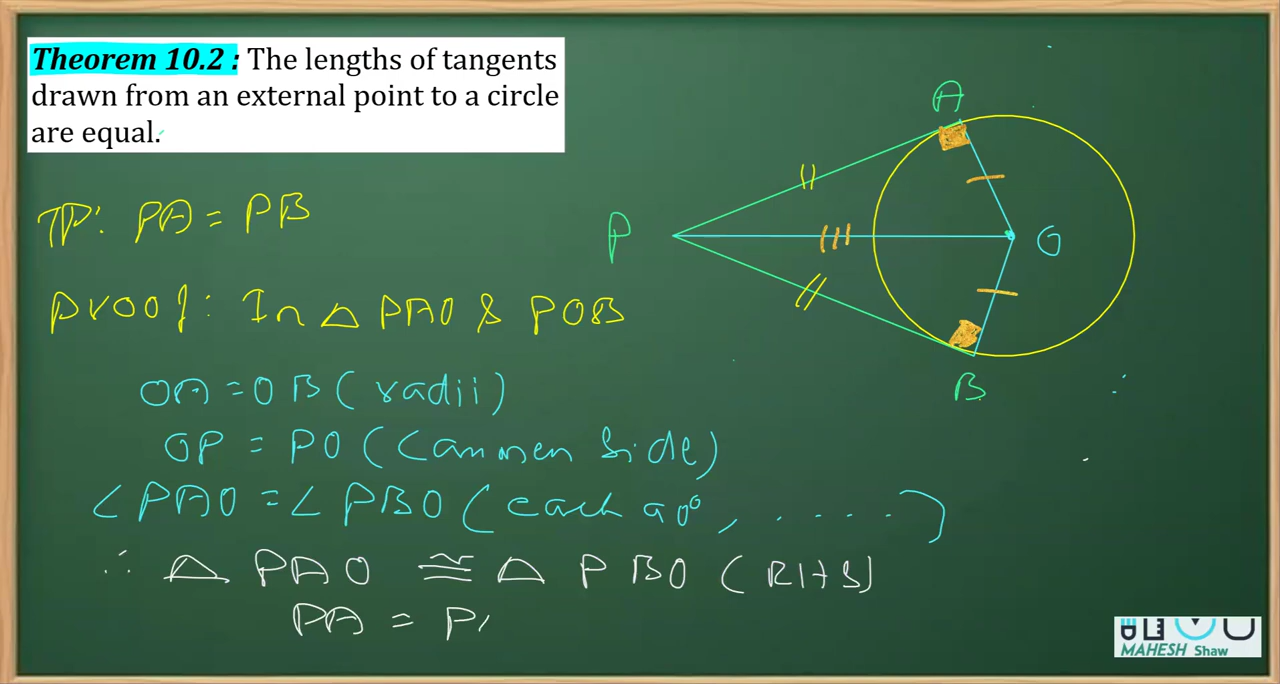 Theorem 10.2 : The lengths of tangents
drawn from an external point to a circle
are equal.
TP: PA = PB
Proof: In △ PAO & POB
OA = OB (radii)
OP = PO (Common side)
∠PAO = ∠PBO (each 90°, .....)
∴ △ PAO ≅ △ PBO (RHS)
PA = P
A
P
O
B
MAHESH Shaw